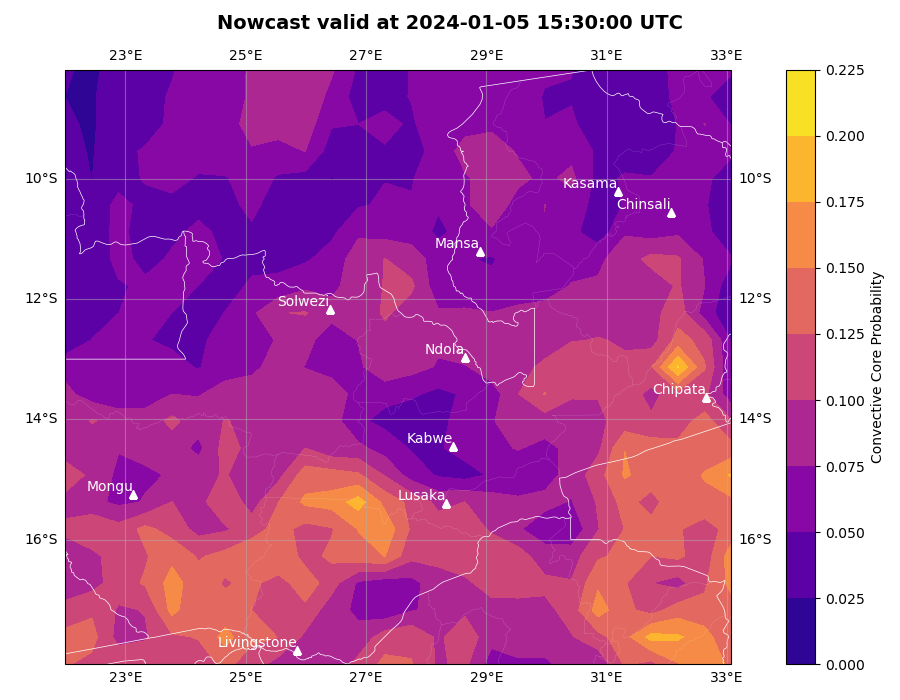 Nowcast valid at 2024-01-05 15:30:00 UTC
23°E 25°E 27°E 29°E 31°E 33°E
0.225
0.200
0.175
10°S 10°S
Kasama
Chinsali
0.150
Mansa
12°S 12°S
Solwezi
0.125
Ndola
Chipata
0.100
14°S 14°S
Kabwe
0.075
Mongu
Lusaka
16°S 16°S
0.050
0.025
Livingstone
0.000
23°E 25°E 27°E 29°E 31°E 33°E
Convective Core Probability